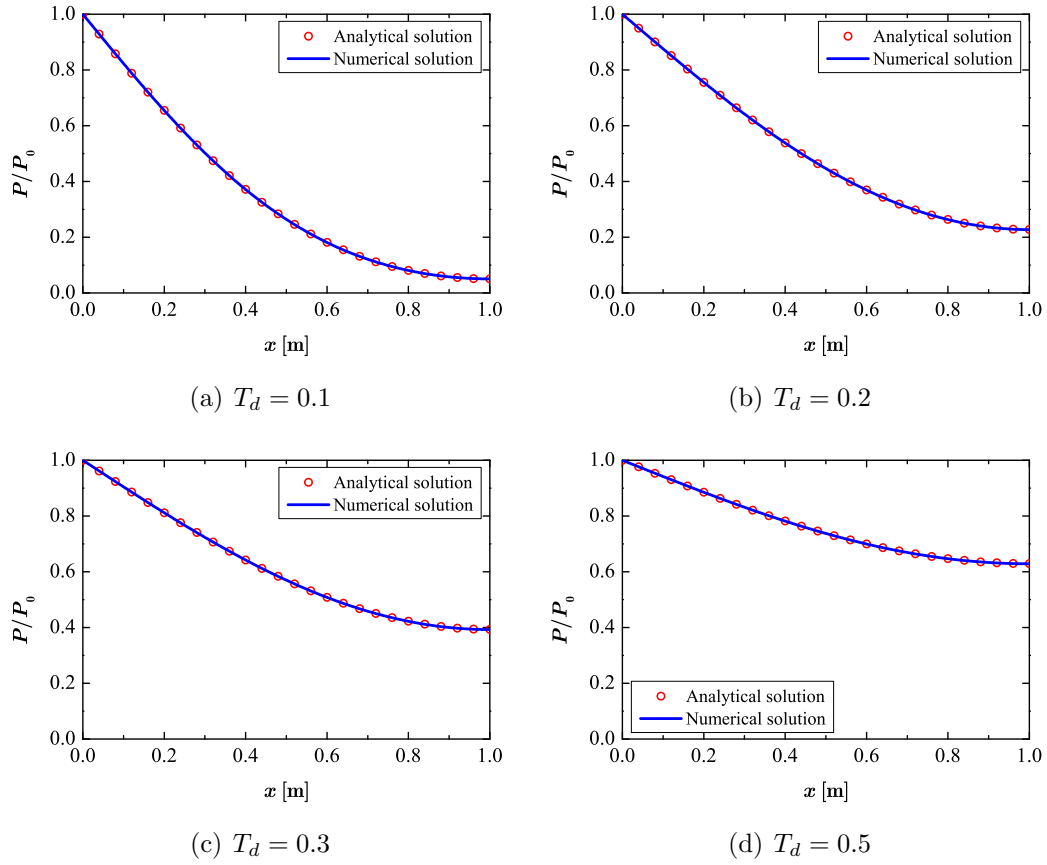 1.0
0.8
0.6
0.4
0.2
0.0
P/P0
Analytical solution
Numerical solution
0.0 0.2 0.4 0.6 0.8 1.0
x [m]
(a) Td = 0.1
1.0
0.8
0.6
0.4
0.2
0.0
P/P0
Analytical solution
Numerical solution
0.0 0.2 0.4 0.6 0.8 1.0
x [m]
(b) Td = 0.2
1.0
0.8
0.6
0.4
0.2
0.0
P/P0
Analytical solution
Numerical solution
0.0 0.2 0.4 0.6 0.8 1.0
x [m]
(c) Td = 0.3
1.0
0.8
0.6
0.4
0.2
0.0
P/P0
Analytical solution
Numerical solution
0.0 0.2 0.4 0.6 0.8 1.0
x [m]
(d) Td = 0.5